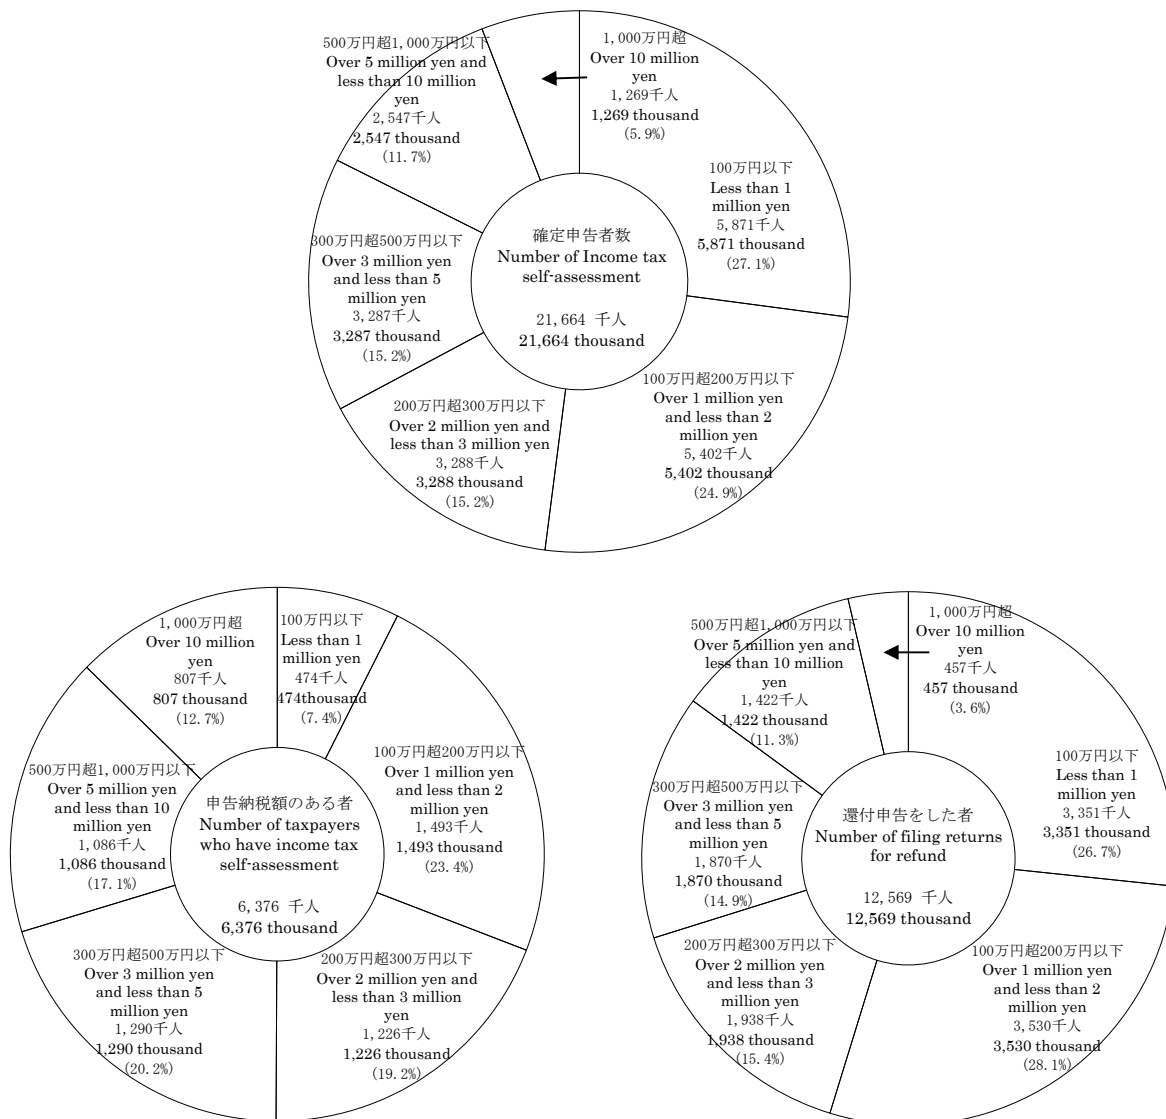 500万円超1,000万円以下
Over 5 million yen and
less than 10 million
yen
2,547千人
2,547 thousand
(11.7%)
1,000万円超
Over 10 million
yen
1,269千人
1,269 thousand
(5.9%)
100万円以下
Less than 1
million yen
5,871千人
5,871 thousand
(27.1%)
300万円超500万円以下
Over 3 million yen
and less than 5
million yen
3,287千人
3,287 thousand
(15.2%)
確定申告者数
Number of Income tax
self-assessment
21,664 千人
21,664 thousand
100万円超200万円以下
Over 1 million yen
and less than 2
million yen
5,402千人
5,402 thousand
(24.9%)
200万円超300万円以下
Over 2 million yen and
less than 3 million yen
3,288千人
3,288 thousand
(15.2%)
1,000万円超
Over 10 million
yen
807千人
807 thousand
(12.7%)
100万円以下
Less than 1
million yen
474千人
474thousand
(7.4%)
100万円超200万円以下
Over 1 million yen
and less than 2
million yen
1,493千人
1,493 thousand
(23.4%)
500万円超1,000万円以下
Over 5 million yen
and less than 10
million yen
1,086千人
1,086 thousand
(17.1%)
申告納税額のある者
Number of taxpayers
who have income tax
self-assessment
6,376 千人
6,376 thousand
300万円超500万円以下
Over 3 million yen
and less than 5
million yen
1,290千人
1,290 thousand
(20.2%)
200万円超300万円以下
Over 2 million yen and
less than 3 million
yen
1,226千人
1,226 thousand
(19.2%)
500万円超1,000万円以下
Over 5 million yen and
less than 10 million
yen
1,422千人
1,422 thousand
(11.3%)
1,000万円超
Over 10 million
yen
457千人
457 thousand
(3.6%)
100万円以下
Less than 1
million yen
3,351千人
3,351 thousand
(26.7%)
300万円超500万円以下
Over 3 million yen
and less than 5
million yen
1,870千人
1,870 thousand
(14.9%)
還付申告をした者
Number of filing returns
for refund
12,569 千人
12,569 thousand
200万円超300万円以下
Over 2 million yen
and less than 3
million yen
1,938千人
1,938 thousand
(15.4%)
100万円超200万円以下
Over 1 million yen
and less than 2
million yen
3,530千人
3,530 thousand
(28.1%)